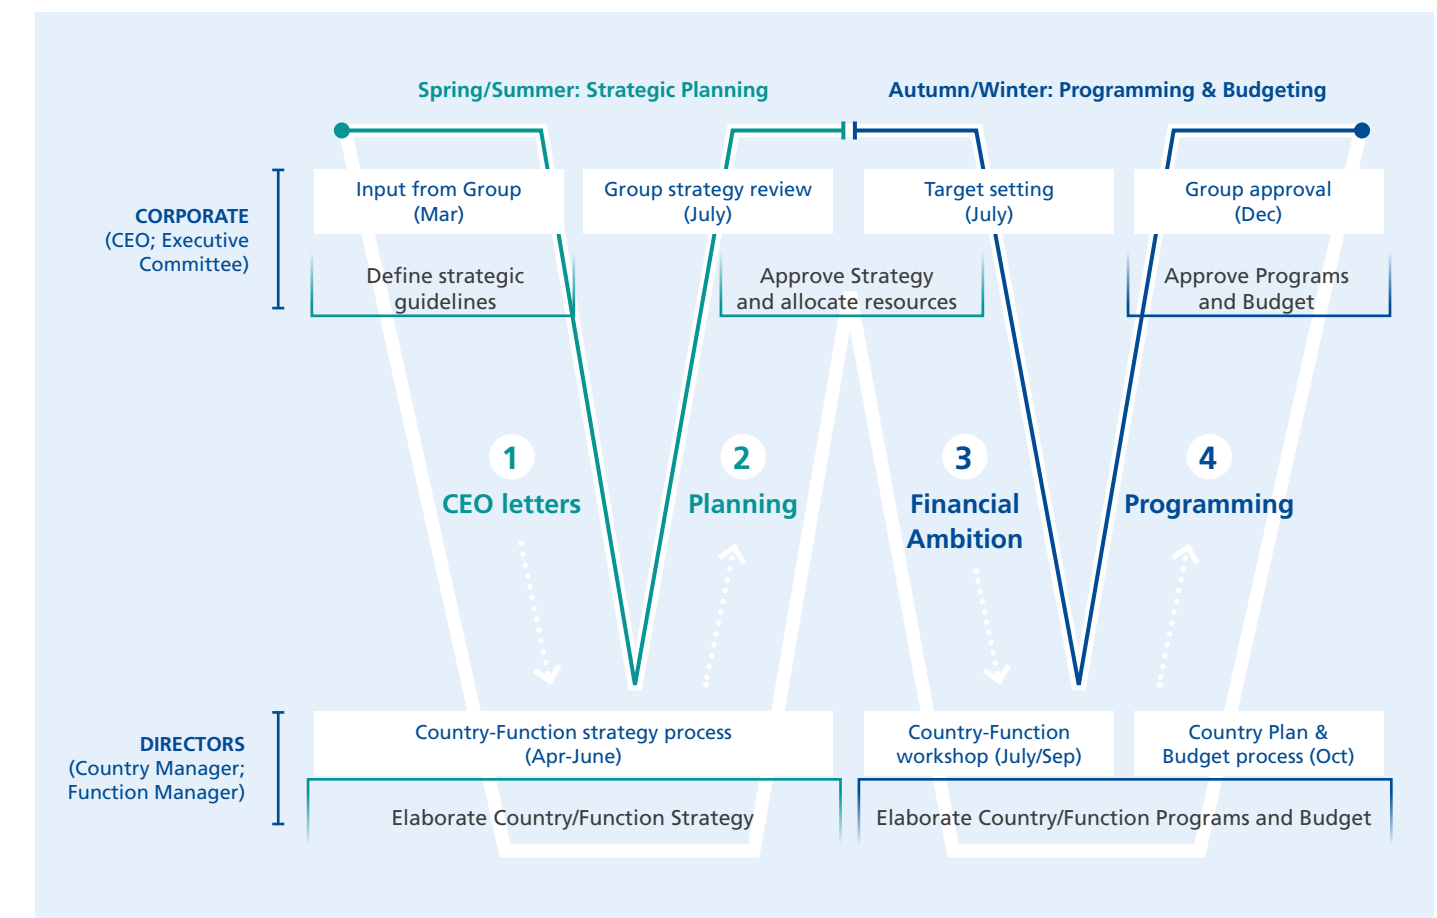 Spring/Summer: Strategic Planning
Autumn/Winter: Programming & Budgeting
CORPORATE
(CEO; Executive
Committee)
Input from Group
(Mar)
Group strategy review
(July)
Target setting
(July)
Group approval
(Dec)
Define strategic
guidelines
Approve Strategy
and allocate resources
Approve Programs
and Budget
1
CEO letters
2
Planning
3
Financial
Ambition
4
Programming
DIRECTORS
(Country Manager;
Function Manager)
Country-Function strategy process
(Apr-June)
Country-Function
workshop (July/Sep)
Country Plan &
Budget process (Oct)
Elaborate Country/Function Strategy
Elaborate Country/Function Programs and Budget